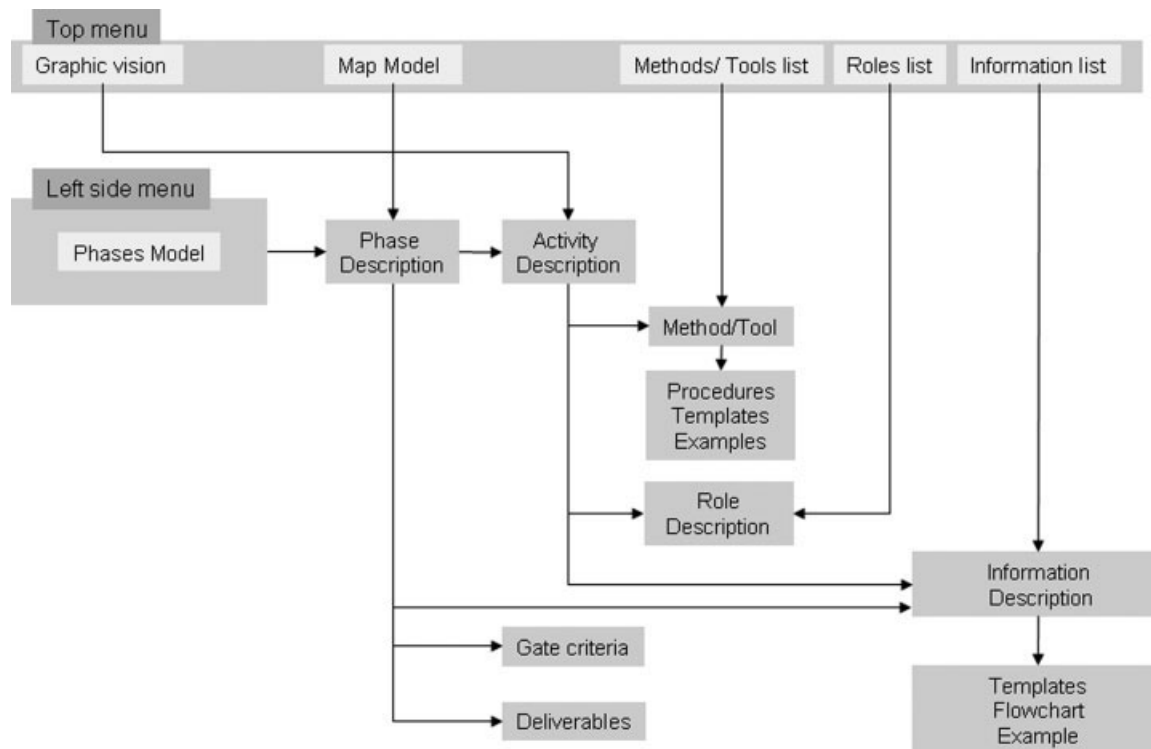 Top menu
Graphic vision
Map Model
Methods/ Tools list
Roles list
Information list
Left side menu
Phases Model
Phase
Description
Activity
Description
Method/Tool
Procedures
Templates
Examples
Role
Description
Information
Description
Gate criteria
Deliverables
Templates
Flowchart
Example